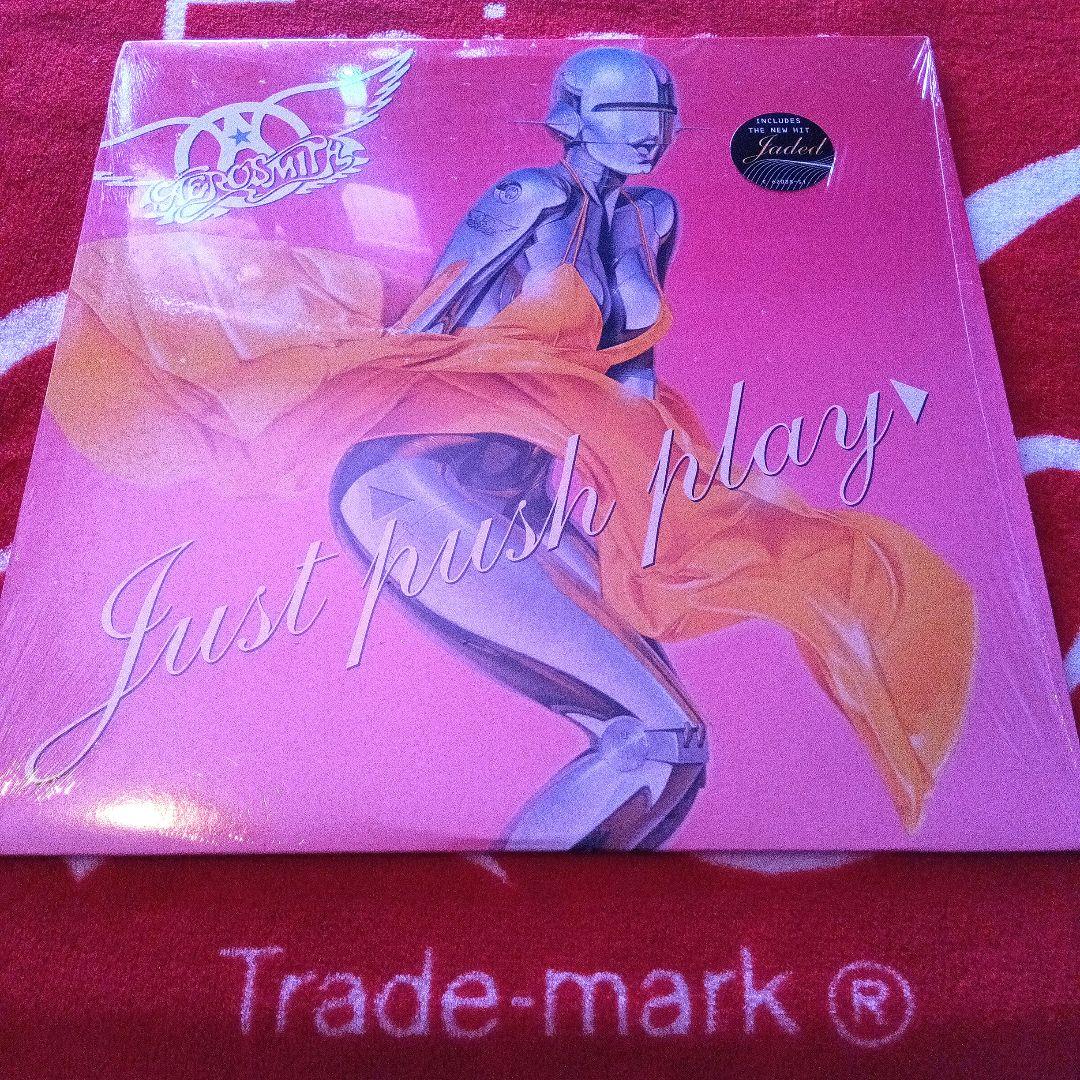 AEROSMITH
INCLUDES
THE NEW HIT
Jaded
Just push play
Trade-mark ®